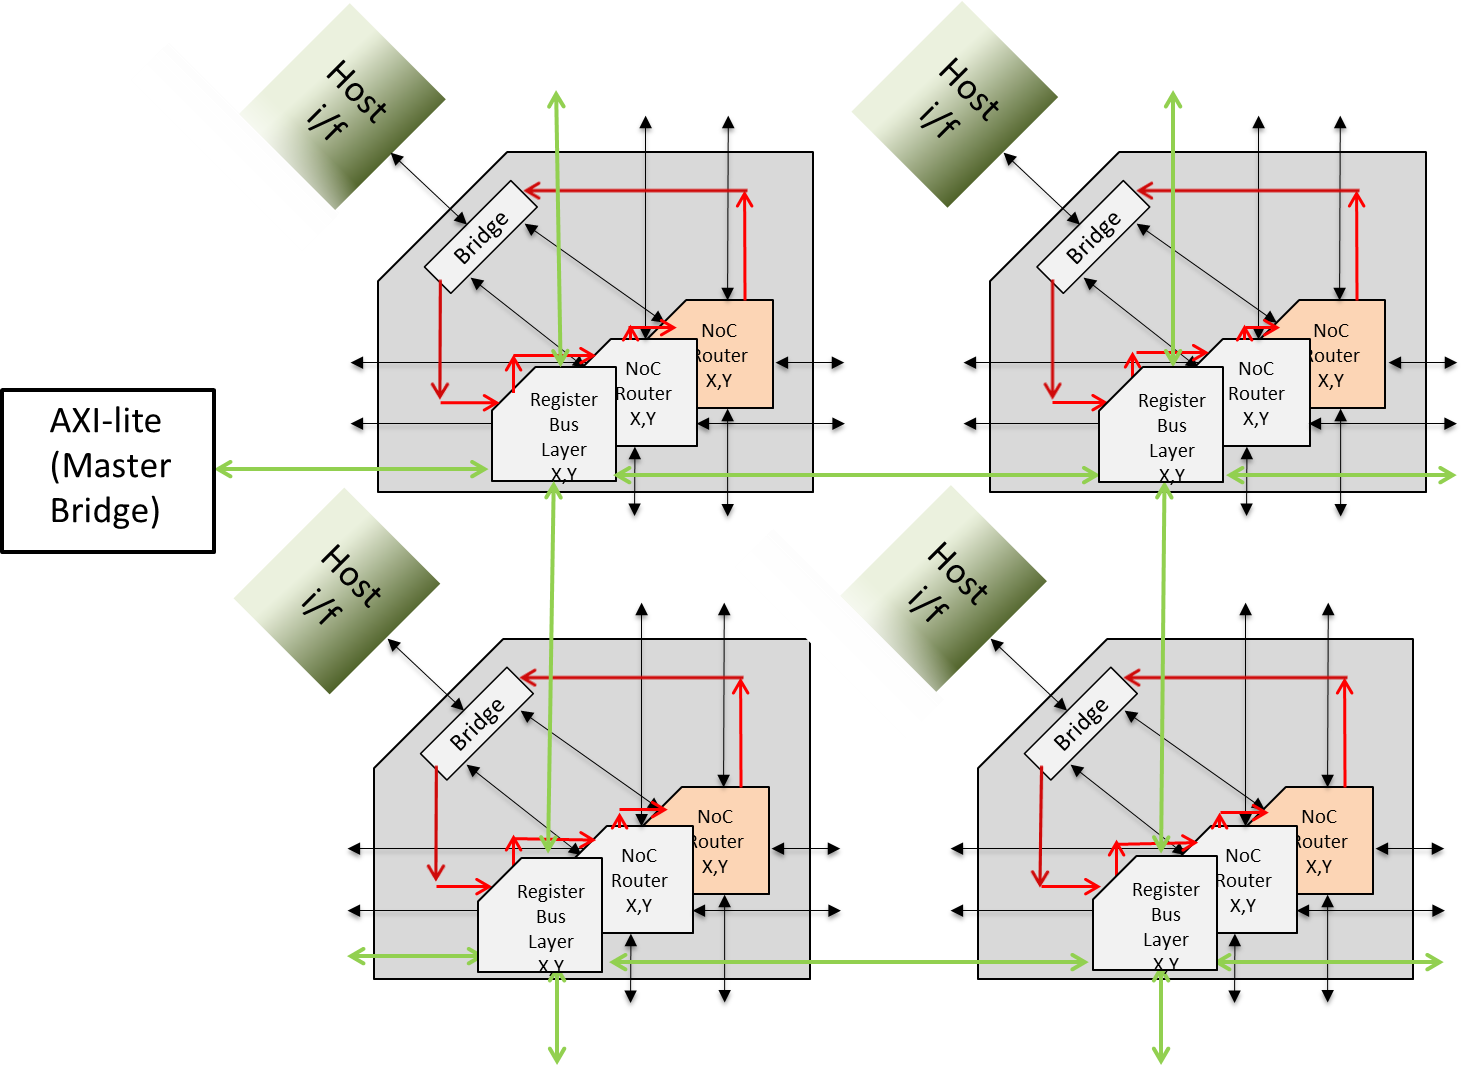 Host
i/f
Host
i/f
Bridge
Bridge
NoC
Router
X,Y
NoC
Router
X,Y
Register
Bus
Layer
X,Y
NoC
Router
X,Y
NoC
Router
X,Y
Register
Bus
Layer
X,Y
AXI-lite
(Master
Bridge)
Host
i/f
Host
i/f
Bridge
Bridge
NoC
Router
X,Y
NoC
Router
X,Y
Register
Bus
Layer
X,Y
NoC
Router
X,Y
NoC
Router
X,Y
Register
Bus
Layer
X,Y